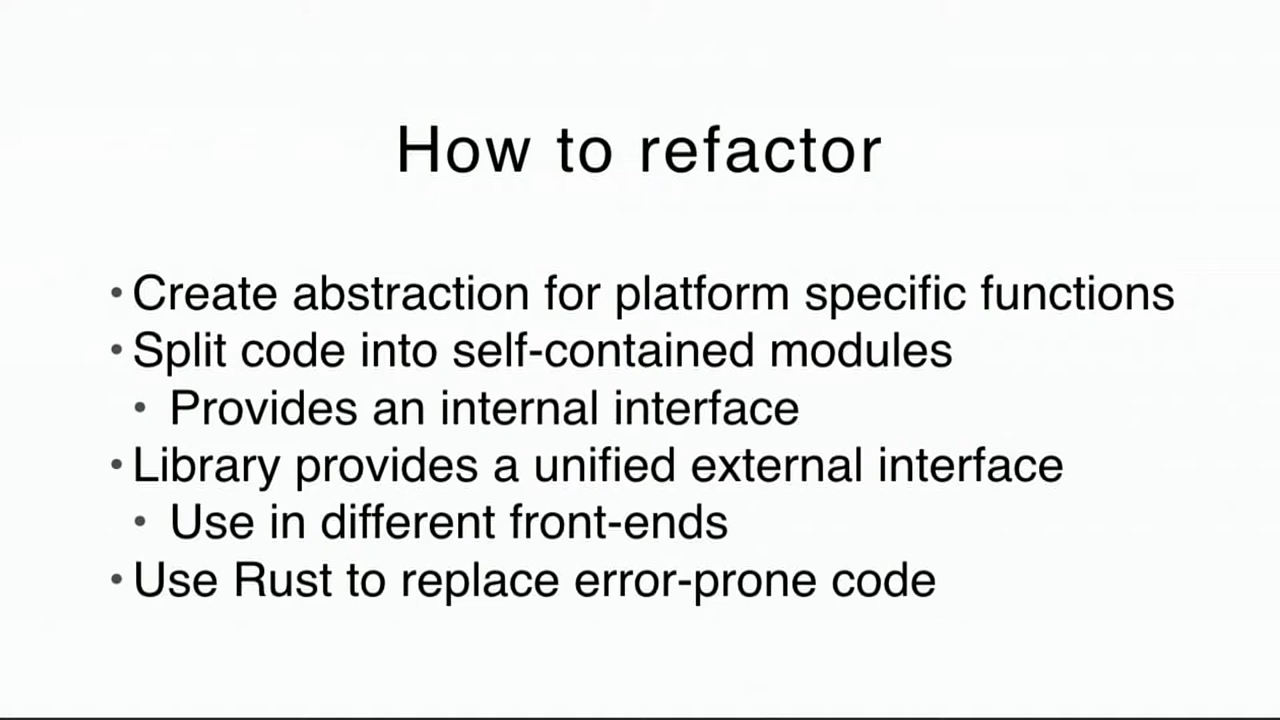 How to refactor
• Create abstraction for platform specific functions
• Split code into self-contained modules
• Provides an internal interface
• Library provides a unified external interface
• Use in different front-ends
• Use Rust to replace error-prone code